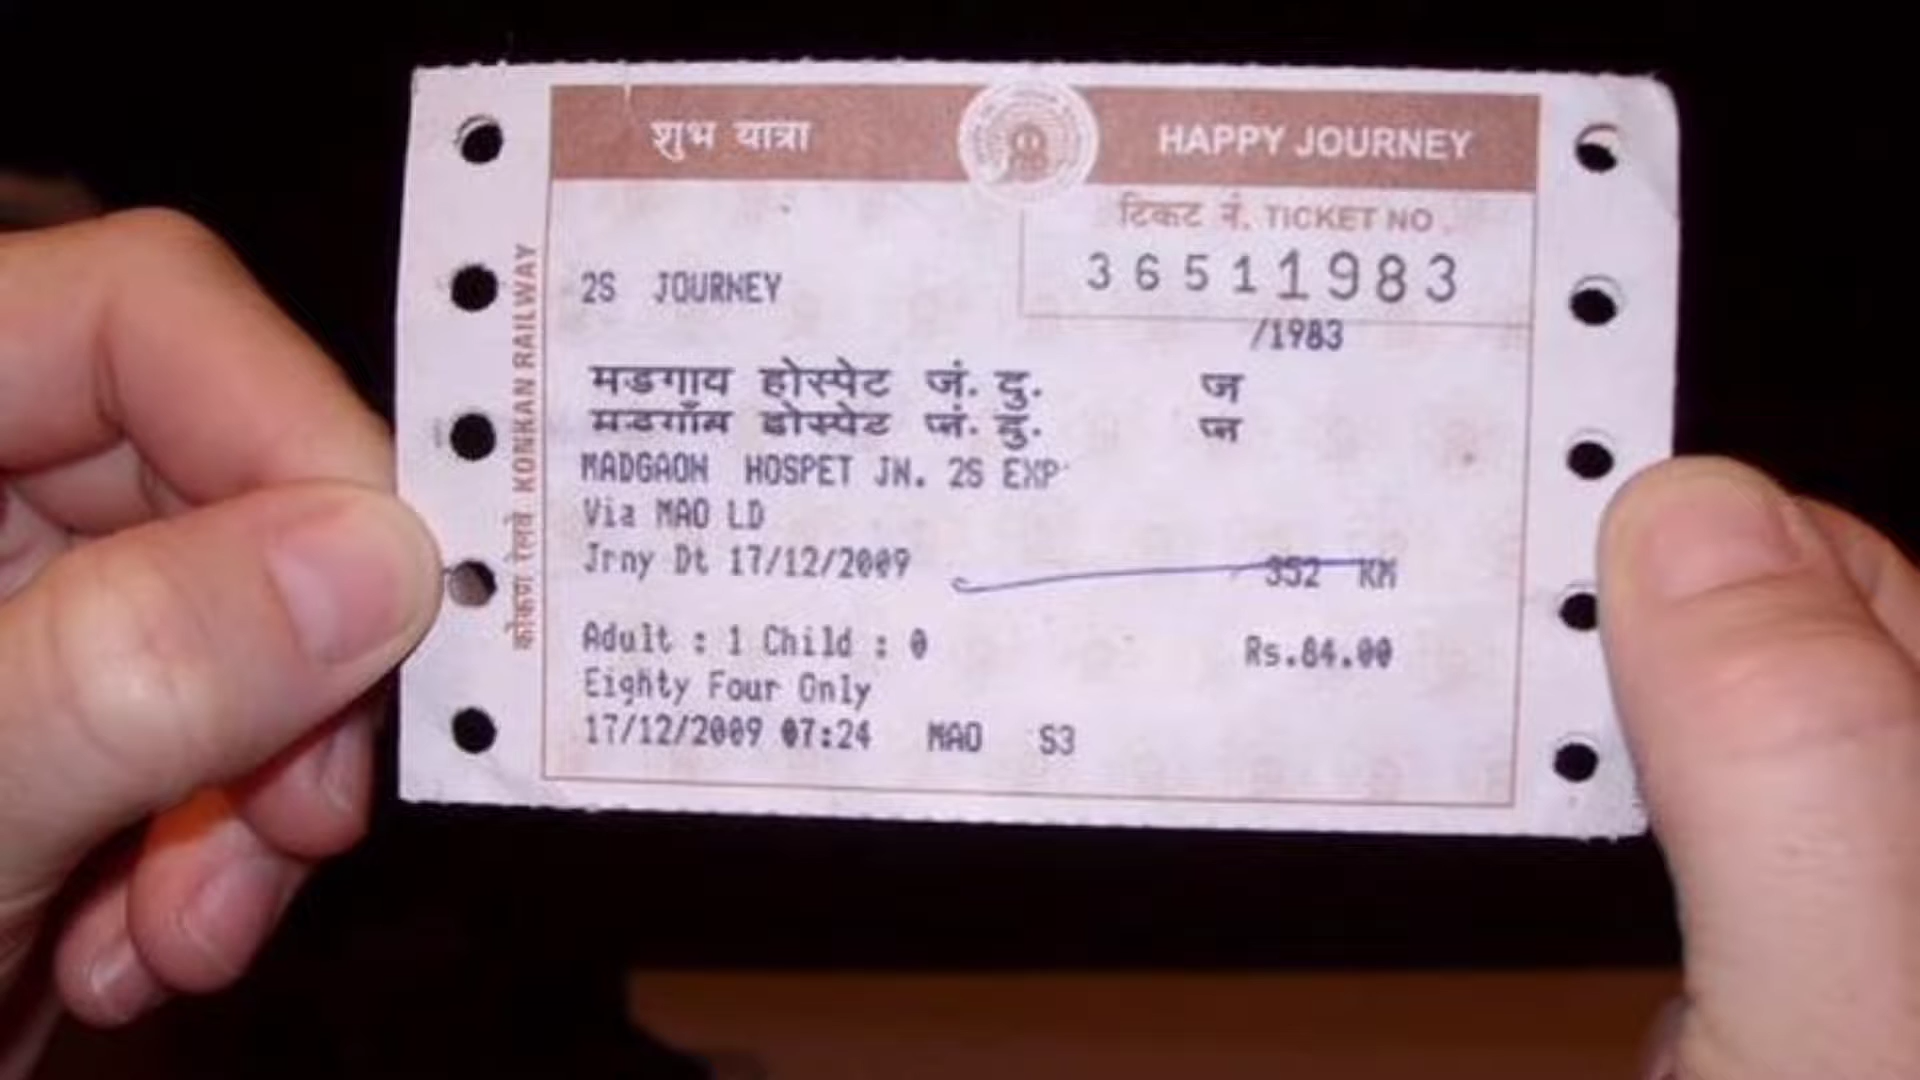 शुभ यात्रा HAPPY JOURNEY
टिकट नं. TICKET NO.
36511983
2S JOURNEY
/1983
मडगाव होस्पेट जं. दु. ज
MADGAON HOSPET JN. 2S EXP
Via MAO LD
Jrny Dt 17/12/2009 352 KM
Adult : 1 Child : 0 Rs.84.00
Eighty Four Only
17/12/2009 07:24 MAO S3
कोंकण रेलवे KONKAN RAILWAY